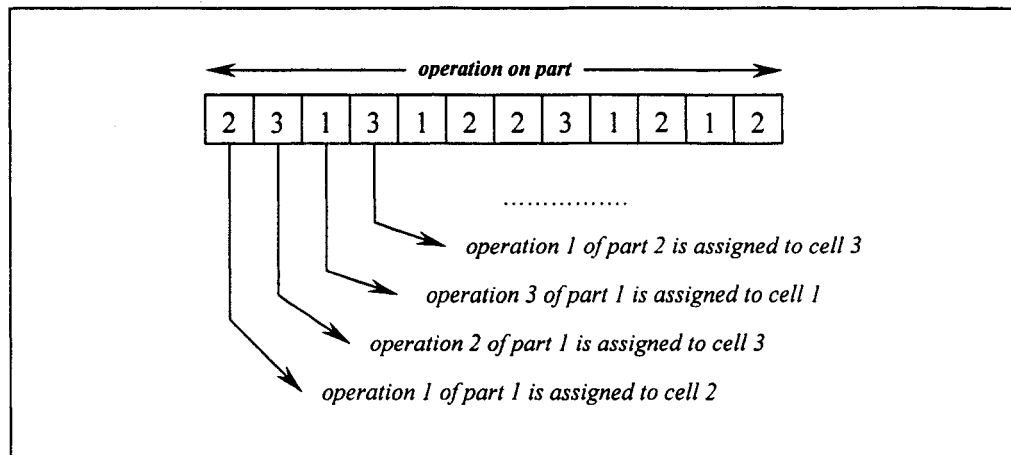 operation on part
2 3 1 3 1 2 2 3 1 2 1 2
...............
operation 1 of part 2 is assigned to cell 3
operation 3 of part 1 is assigned to cell 1
operation 2 of part 1 is assigned to cell 3
operation 1 of part 1 is assigned to cell 2